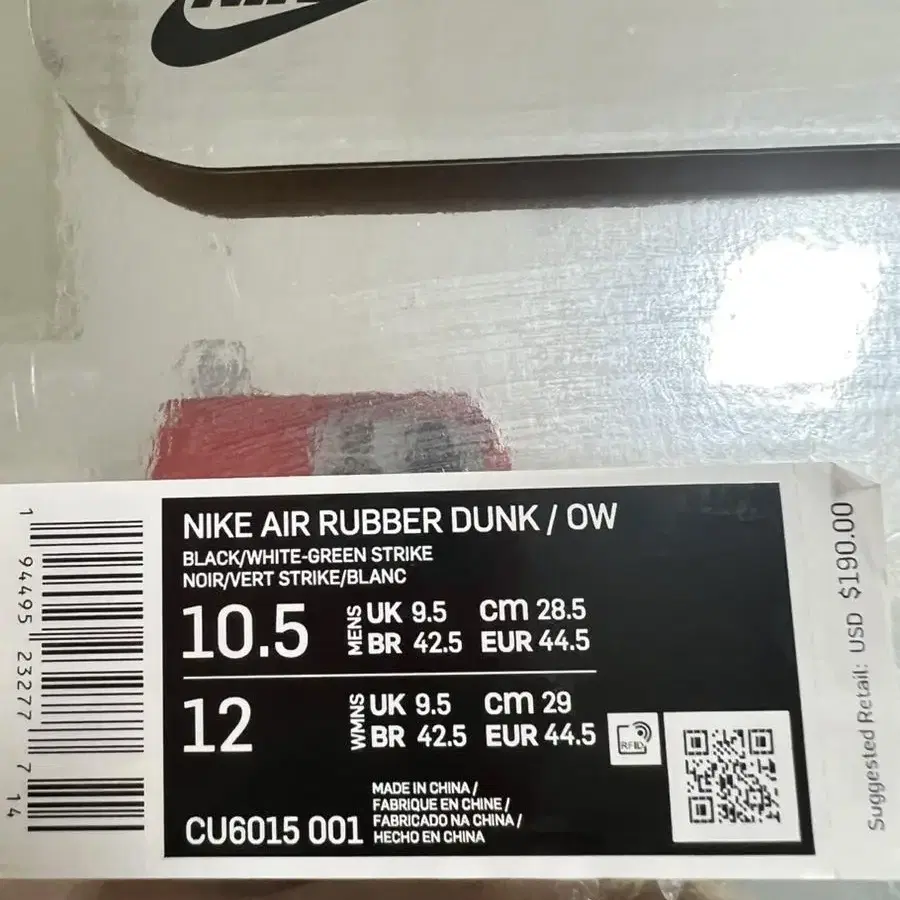 NIKE
NIKE AIR RUBBER DUNK / OW
BLACK/WHITE-GREEN STRIKE
NOIR/VERT STRIKE/BLANC
10.5
MENS
UK 9.5 cm 28.5
BR 42.5 EUR 44.5
12
WMNS
UK 9.5 cm 29
BR 42.5 EUR 44.5
RFID
MADE IN CHINA /
FABRIQUE EN CHINE /
FABRICADO NA CHINA /
HECHO EN CHINA
CU6015 001
1 94495 23277 7 14
Suggested Retail: USD $190.00